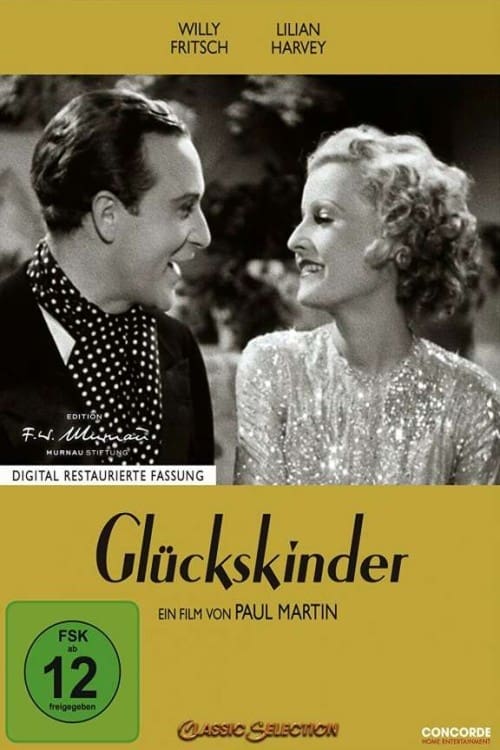 WILLY
FRITSCH
LILIAN
HARVEY
EDITION
F.W. Murnau
MURNAU STIFTUNG
DIGITAL RESTAURIERTE FASSUNG
Glückskinder
EIN FILM VON PAUL MARTIN
FSK
ab
12
freigegeben
CLASSIC SELECTION
CONCORDE
HOME ENTERTAINMENT